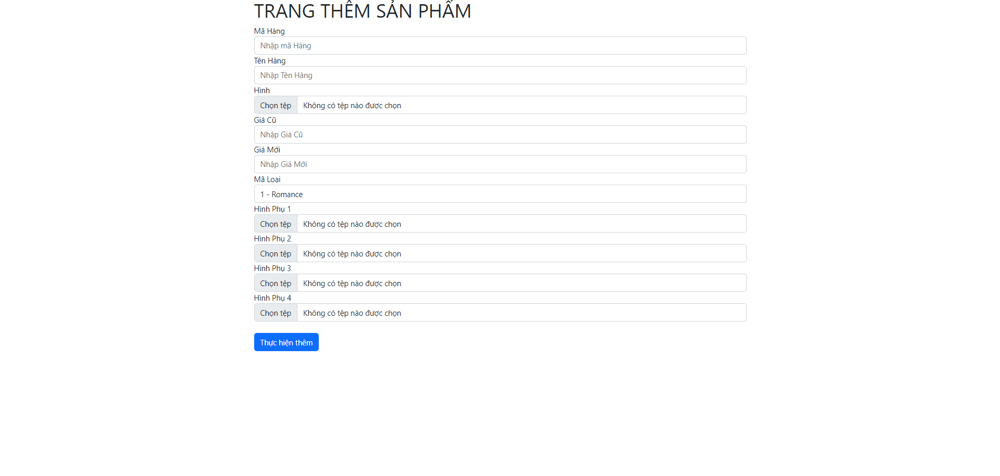 TRANG THÊM SẢN PHẨM
Mã Hàng
Nhập mã Hàng
Tên Hàng
Nhập Tên Hàng
Hình
Chọn tệp Không có tệp nào được chọn
Giá Cũ
Nhập Giá Cũ
Giá Mới
Nhập Giá Mới
Mã Loại
1 - Romance
Hình Phụ 1
Chọn tệp Không có tệp nào được chọn
Hình Phụ 2
Chọn tệp Không có tệp nào được chọn
Hình Phụ 3
Chọn tệp Không có tệp nào được chọn
Hình Phụ 4
Chọn tệp Không có tệp nào được chọn
Thực hiện thêm